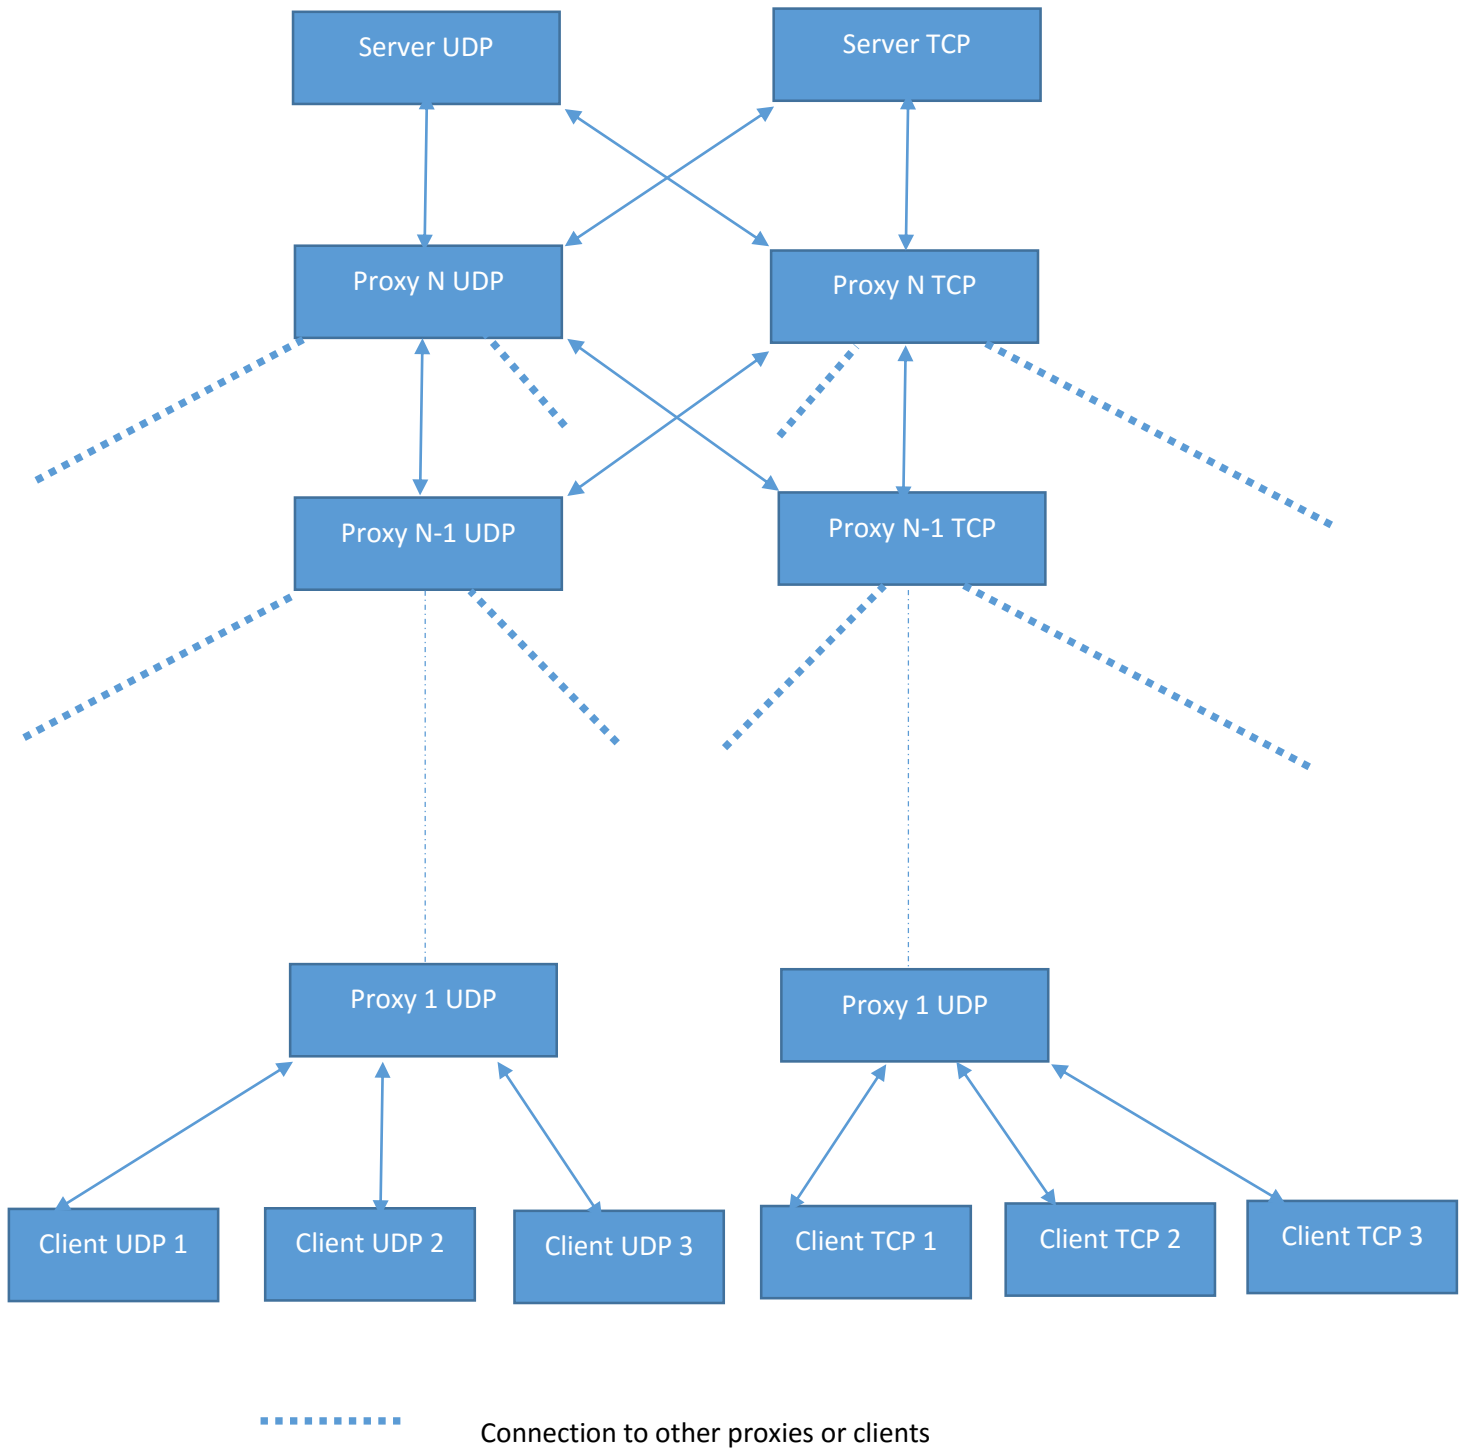 Server UDP
Server TCP
Proxy N UDP
Proxy N TCP
Proxy N-1 UDP
Proxy N-1 TCP
Proxy 1 UDP
Proxy 1 UDP
Client UDP 1
Client UDP 2
Client UDP 3
Client TCP 1
Client TCP 2
Client TCP 3
Connection to other proxies or clients